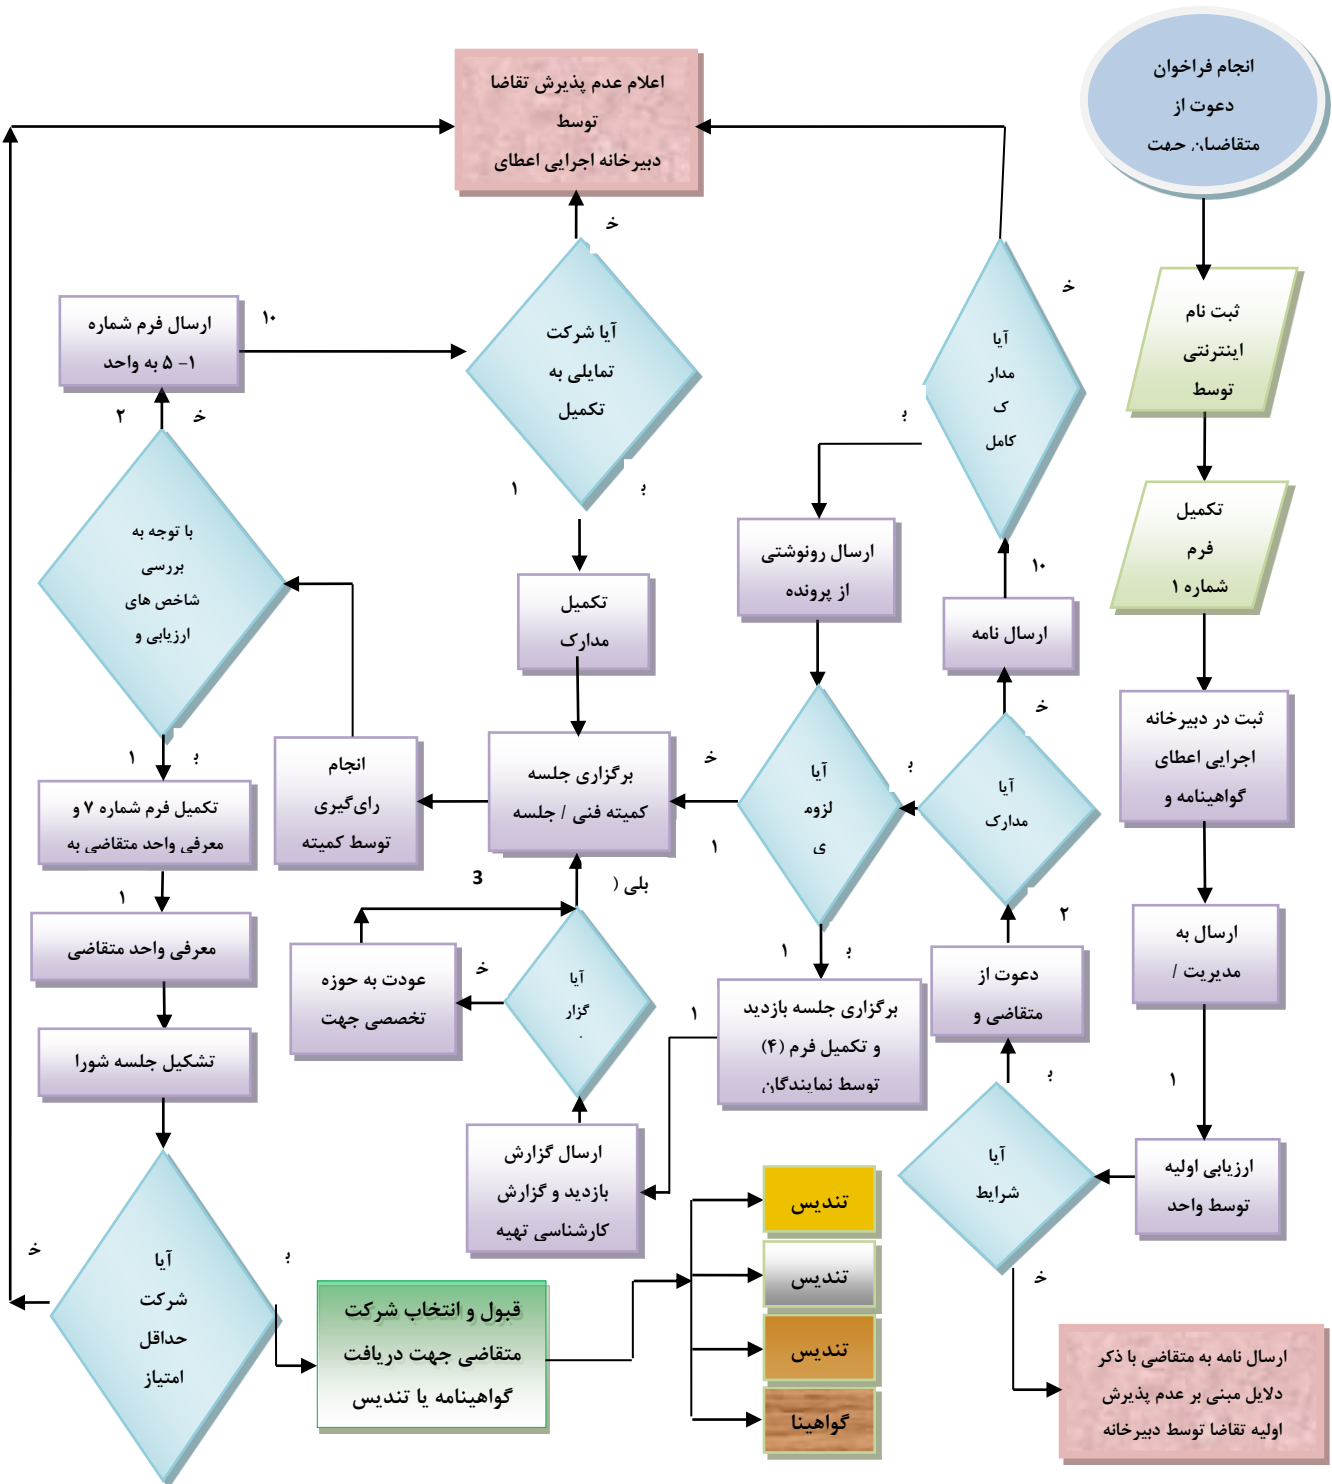 انجام فراخوان
دعوت از
متقاضیان جهت
ثبت نام
اینترنتی
توسط
تکمیل
فرم
شماره ۱
ثبت در دبیرخانه
اجرایی اعطای
گواهینامه و
ارسال به
مدیریت /
۱
ارزیابی اولیه
توسط واحد
آیا
شرایط
خ
ارسال نامه به متقاضی با ذکر
دلایل مبنی بر عدم پذیرش
اولیه تقاضا توسط دبیرخانه
ب
دعوت از
متقاضی و
۲
آیا
مدارک
خ
ارسال نامه
۱۰
آیا
مدار
ک
کامل
خ
ب
ارسال رونوشتی
از پرونده
ب
آیا
لزوم
ی
خ
۱
ب
۱
برگزاری جلسه بازدید
و تکمیل فرم (۴)
توسط نمایندگان
۱
ارسال گزارش
بازدید و گزارش
کارشناسی تهیه
آیا
گزار
خ
عودت به حوزه
تخصصی جهت
3
بلی (
برگزاری جلسه
کمیته فنی / جلسه
انجام
رای‌گیری
توسط کمیته
با توجه به
بررسی
شاخص های
ارزیابی و
خ
۲
ارسال فرم شماره
۱- ۵ به واحد
۱۰
آیا شرکت
تمایلی به
تکمیل
خ
اعلام عدم پذیرش تقاضا
توسط
دبیرخانه اجرایی اعطای
ب
۱
تکمیل
مدارک
ب
۱
تکمیل فرم شماره ۷ و
معرفی واحد متقاضی به
۱
معرفی واحد متقاضی
تشکیل جلسه شورا
آیا
شرکت
حداقل
امتیاز
خ
ب
قبول و انتخاب شرکت
متقاضی جهت دریافت
گواهینامه یا تندیس
تندیس
تندیس
تندیس
گواهینا